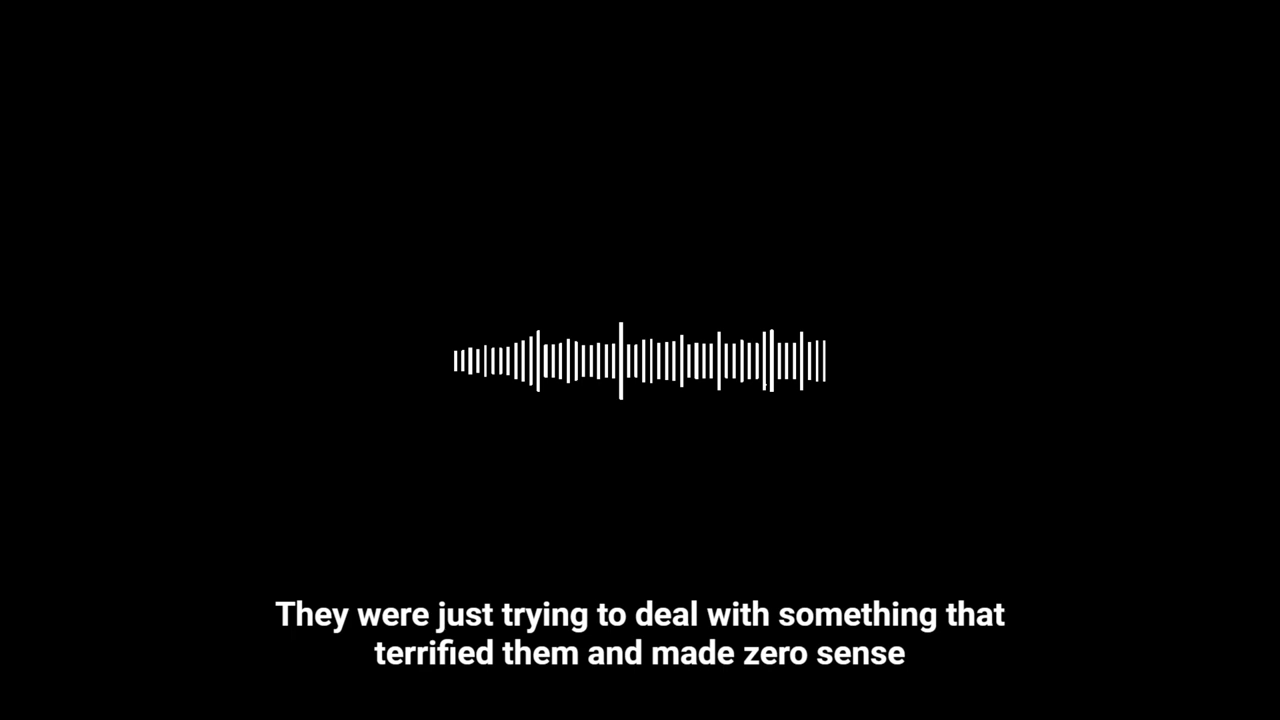 They were just trying to deal with something that
terrified them and made zero sense